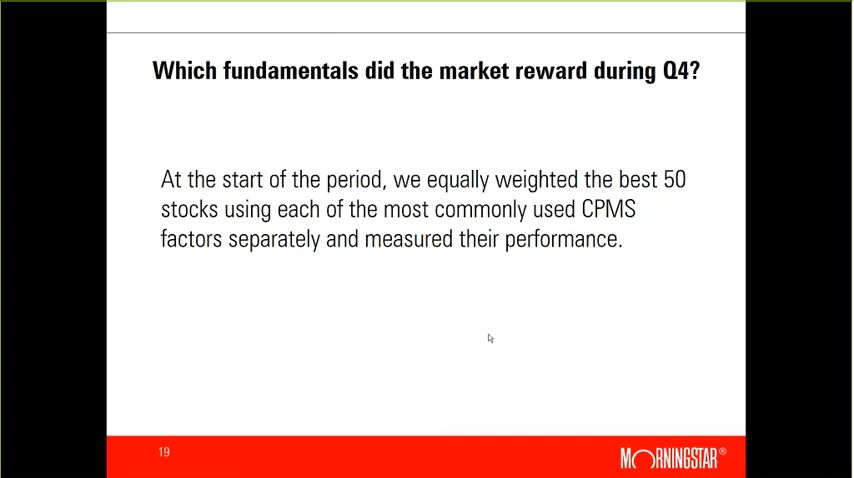 Which fundamentals did the market reward during Q4?
At the start of the period, we equally weighted the best 50
stocks using each of the most commonly used CPMS
factors separately and measured their performance.
19
MORNINGSTAR®